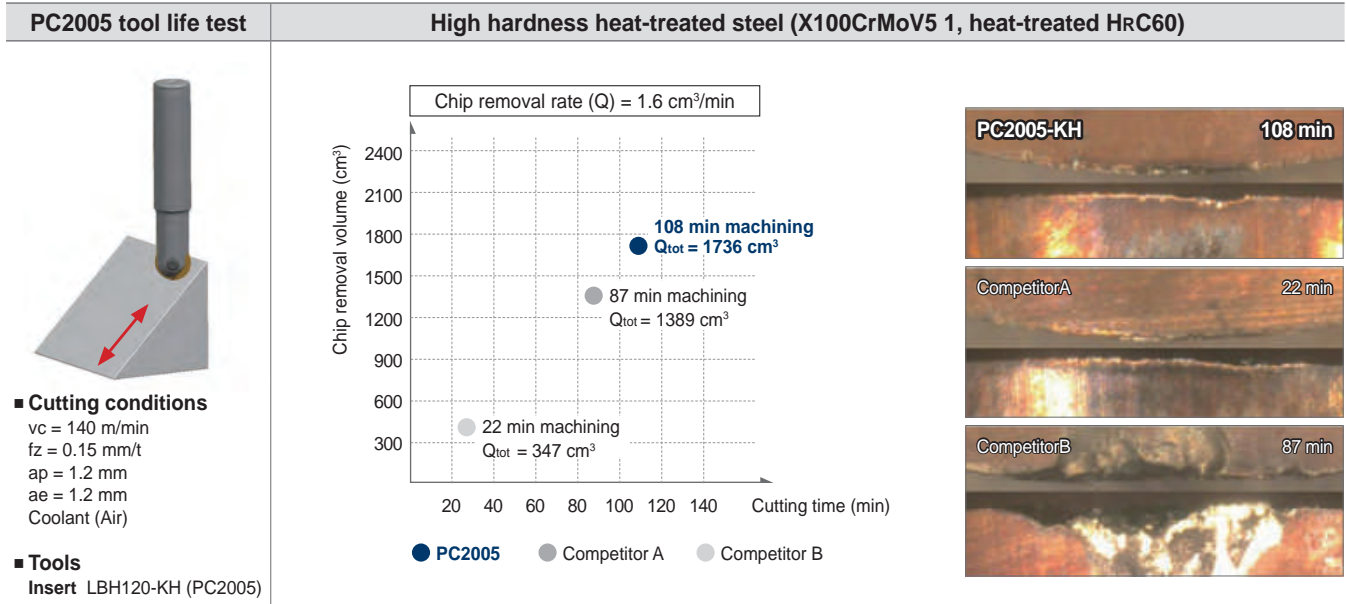 PC2005 tool life test
High hardness heat-treated steel (X100CrMoV5 1, heat-treated HRC60)
■ Cutting conditions
vc = 140 m/min
fz = 0.15 mm/t
ap = 1.2 mm
ae = 1.2 mm
Coolant (Air)
■ Tools
Insert LBH120-KH (PC2005)
Chip removal rate (Q) = 1.6 cm³/min
Chip removal volume (cm³)
2400
2100
1800
1500
1200
900
600
300
108 min machining
Qtot = 1736 cm³
87 min machining
Qtot = 1389 cm³
22 min machining
Qtot = 347 cm³
20 40 60 80 100 120 140 Cutting time (min)
PC2005 Competitor A Competitor B
PC2005-KH 108 min
CompetitorA 22 min
CompetitorB 87 min